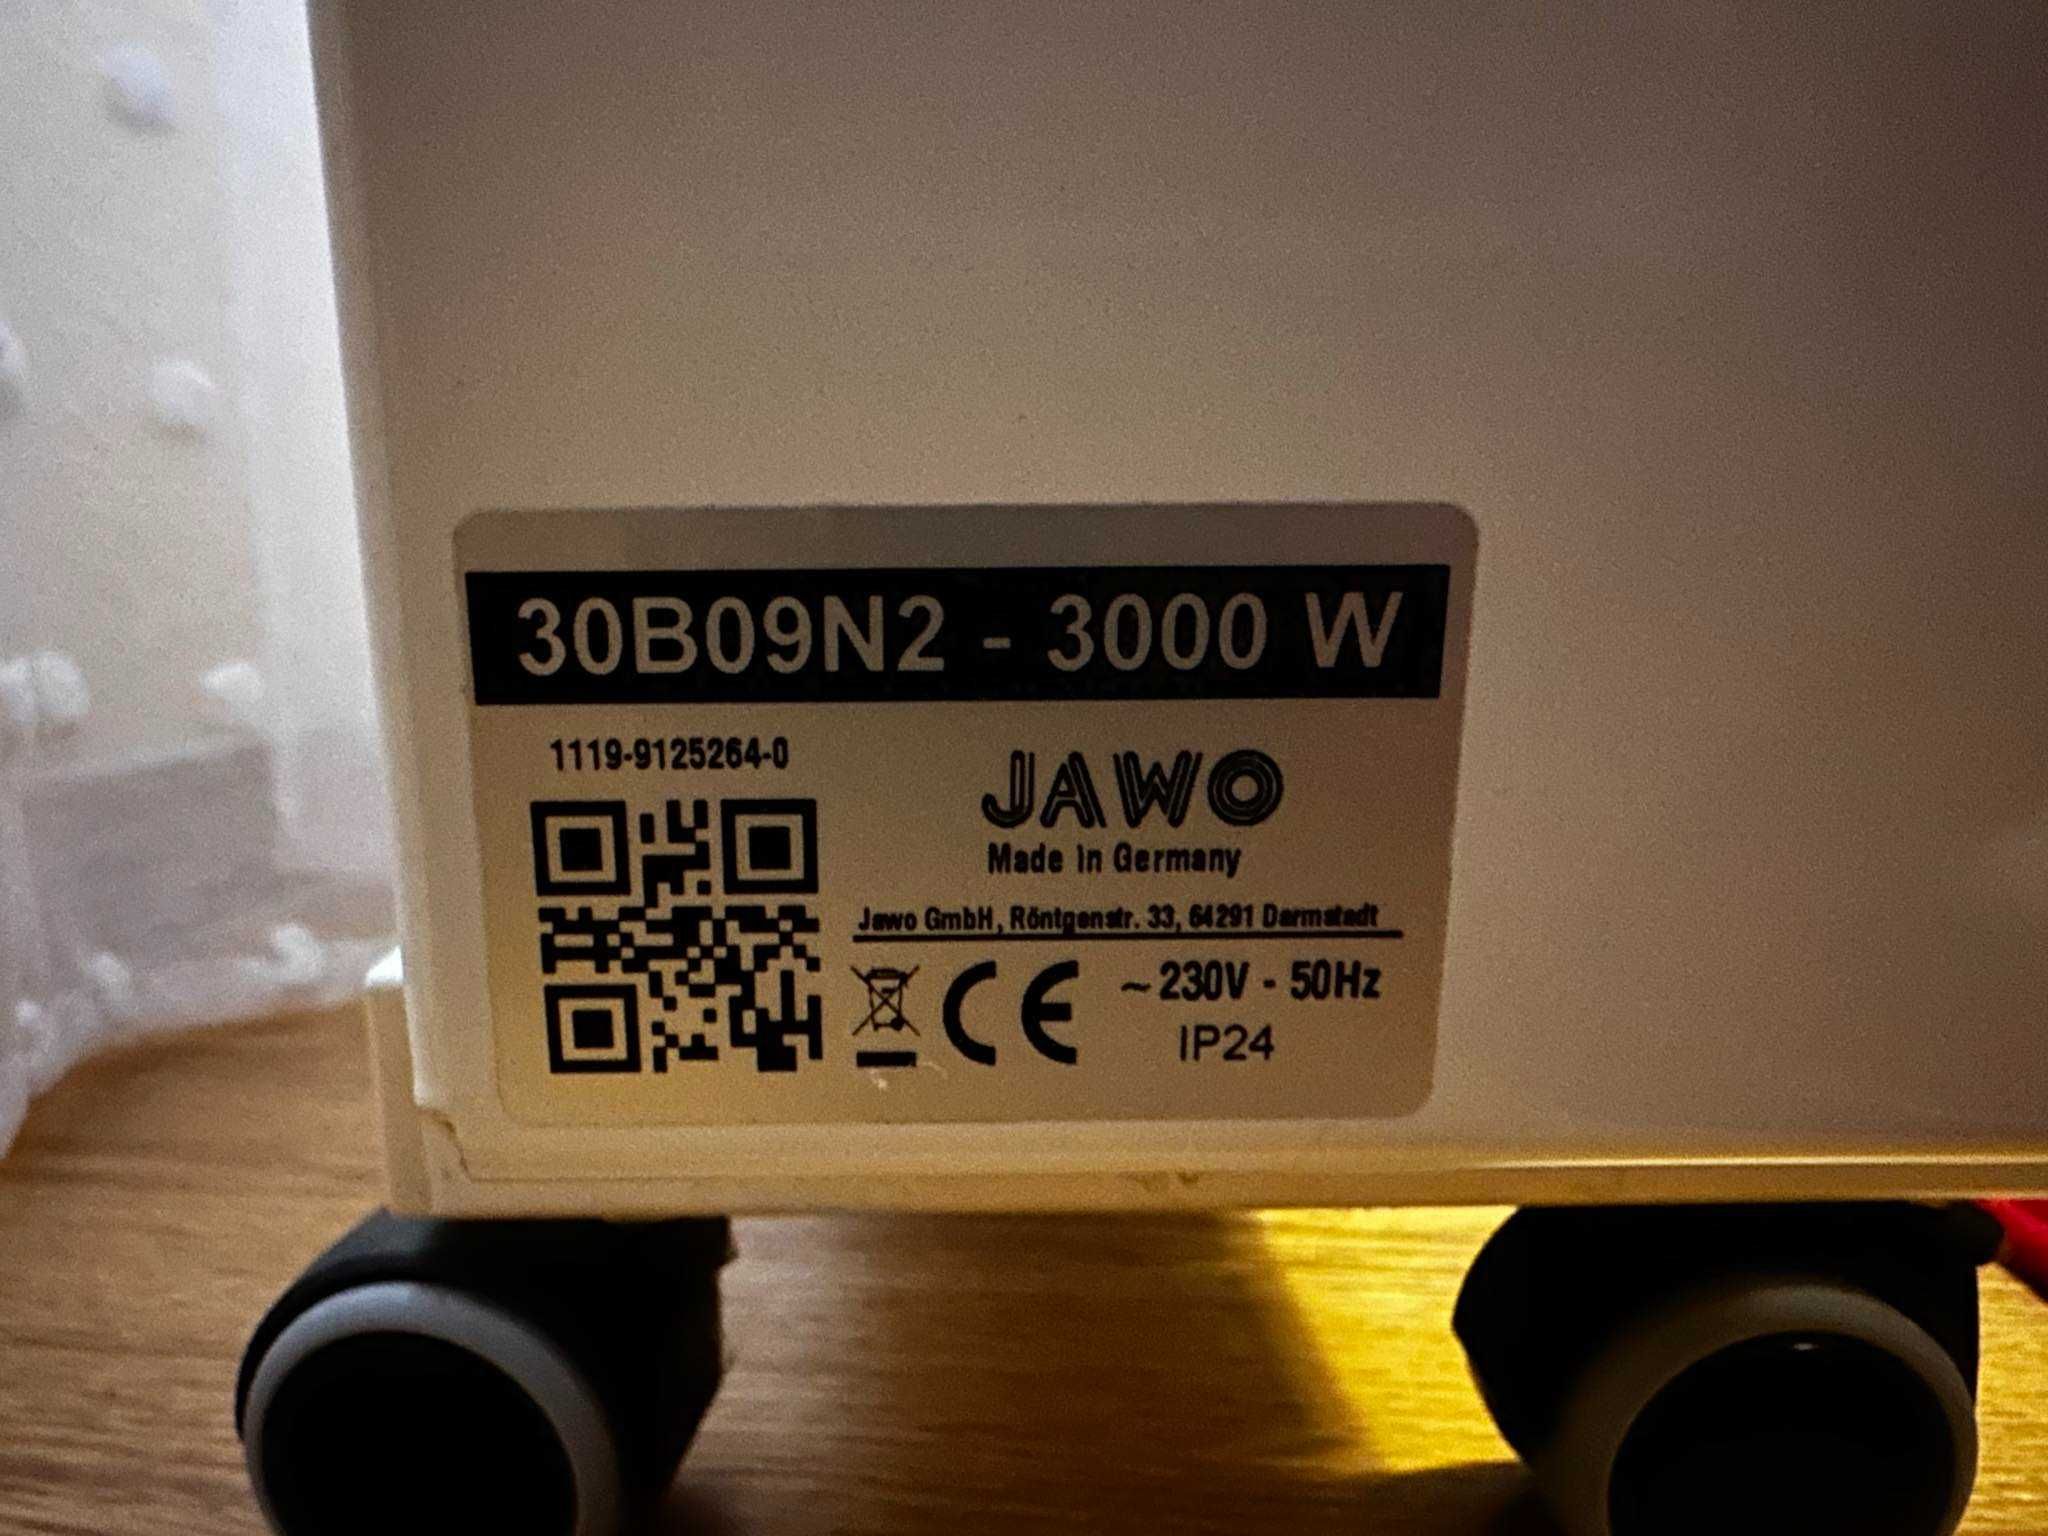 30B09N2 - 3000 W
1119-9125264-0
JAWO
Made in Germany
Jawo GmbH, Röntgenstr. 33, 64291 Darmstadt
CE
~ 230V - 50Hz
IP24